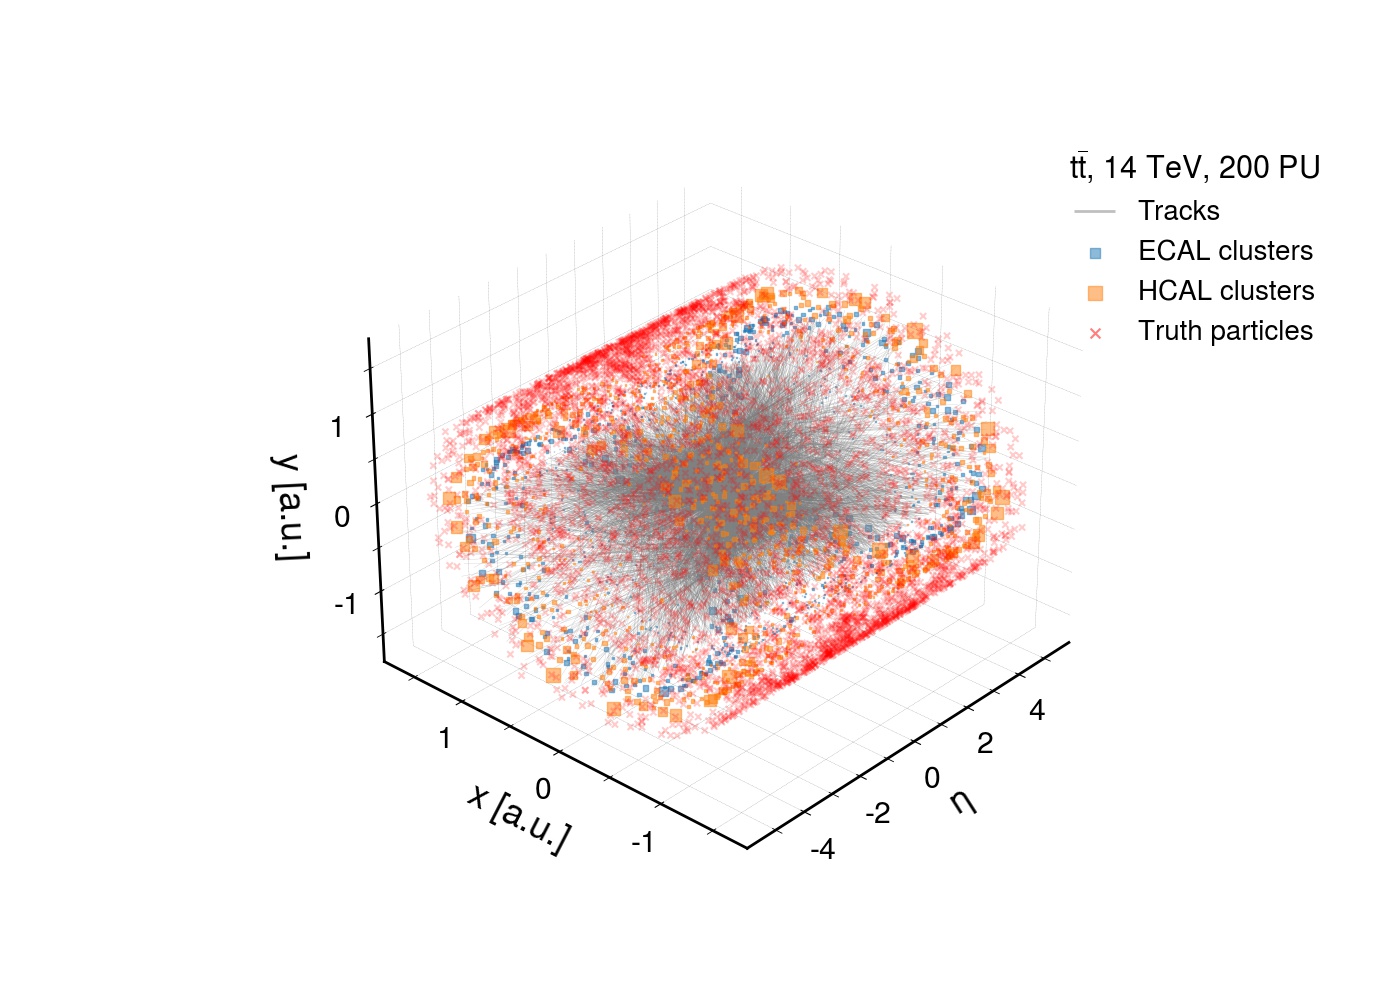 tt̄, 14 TeV, 200 PU
Tracks
ECAL clusters
HCAL clusters
Truth particles
1
0
-1
y [a.u.]
1
0
-1
x [a.u.]
-4
-2
0
2
4
η